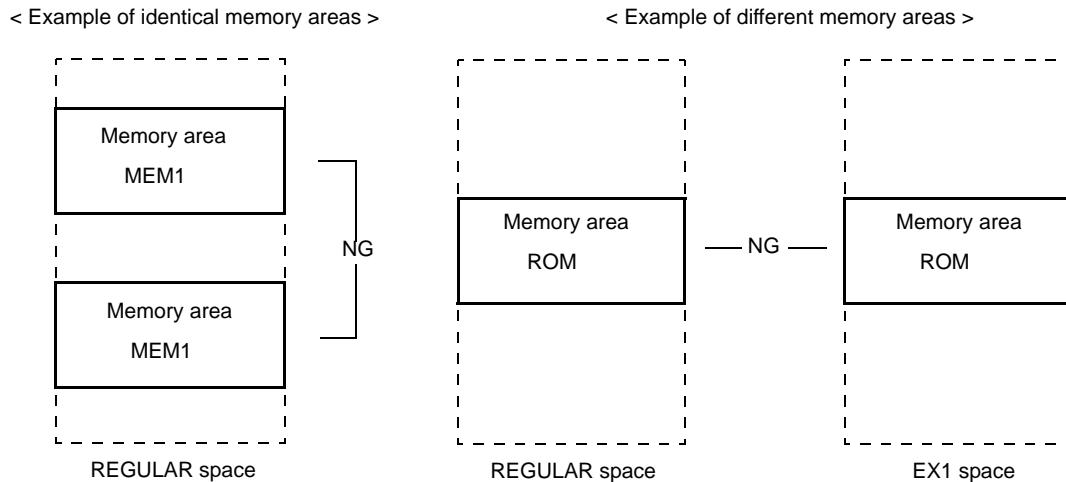 < Example of identical memory areas >
Memory area
MEM1
NG
Memory area
MEM1
REGULAR space
< Example of different memory areas >
Memory area
ROM
NG
Memory area
ROM
REGULAR space
EX1 space